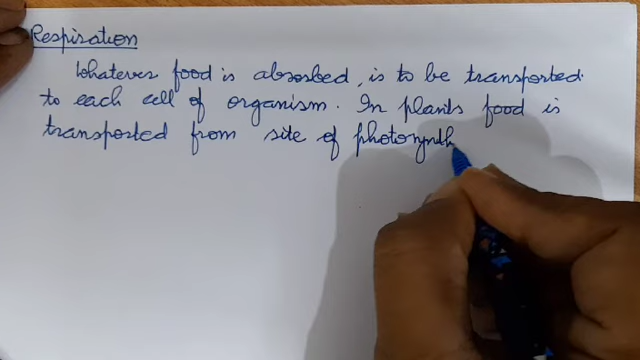 Respiration
Whatever food is absorbed, is to be transported
to each cell of organism. In plants food is
transported from site of photosynth